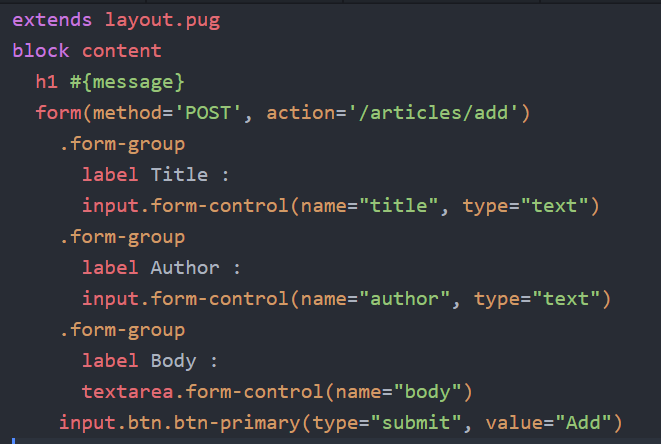 extends layout.pug
block content
h1 #{message}
form(method='POST', action='/articles/add')
.form-group
label Title :
input.form-control(name="title", type="text")
.form-group
label Author :
input.form-control(name="author", type="text")
.form-group
label Body :
textarea.form-control(name="body")
input.btn.btn-primary(type="submit", value="Add")